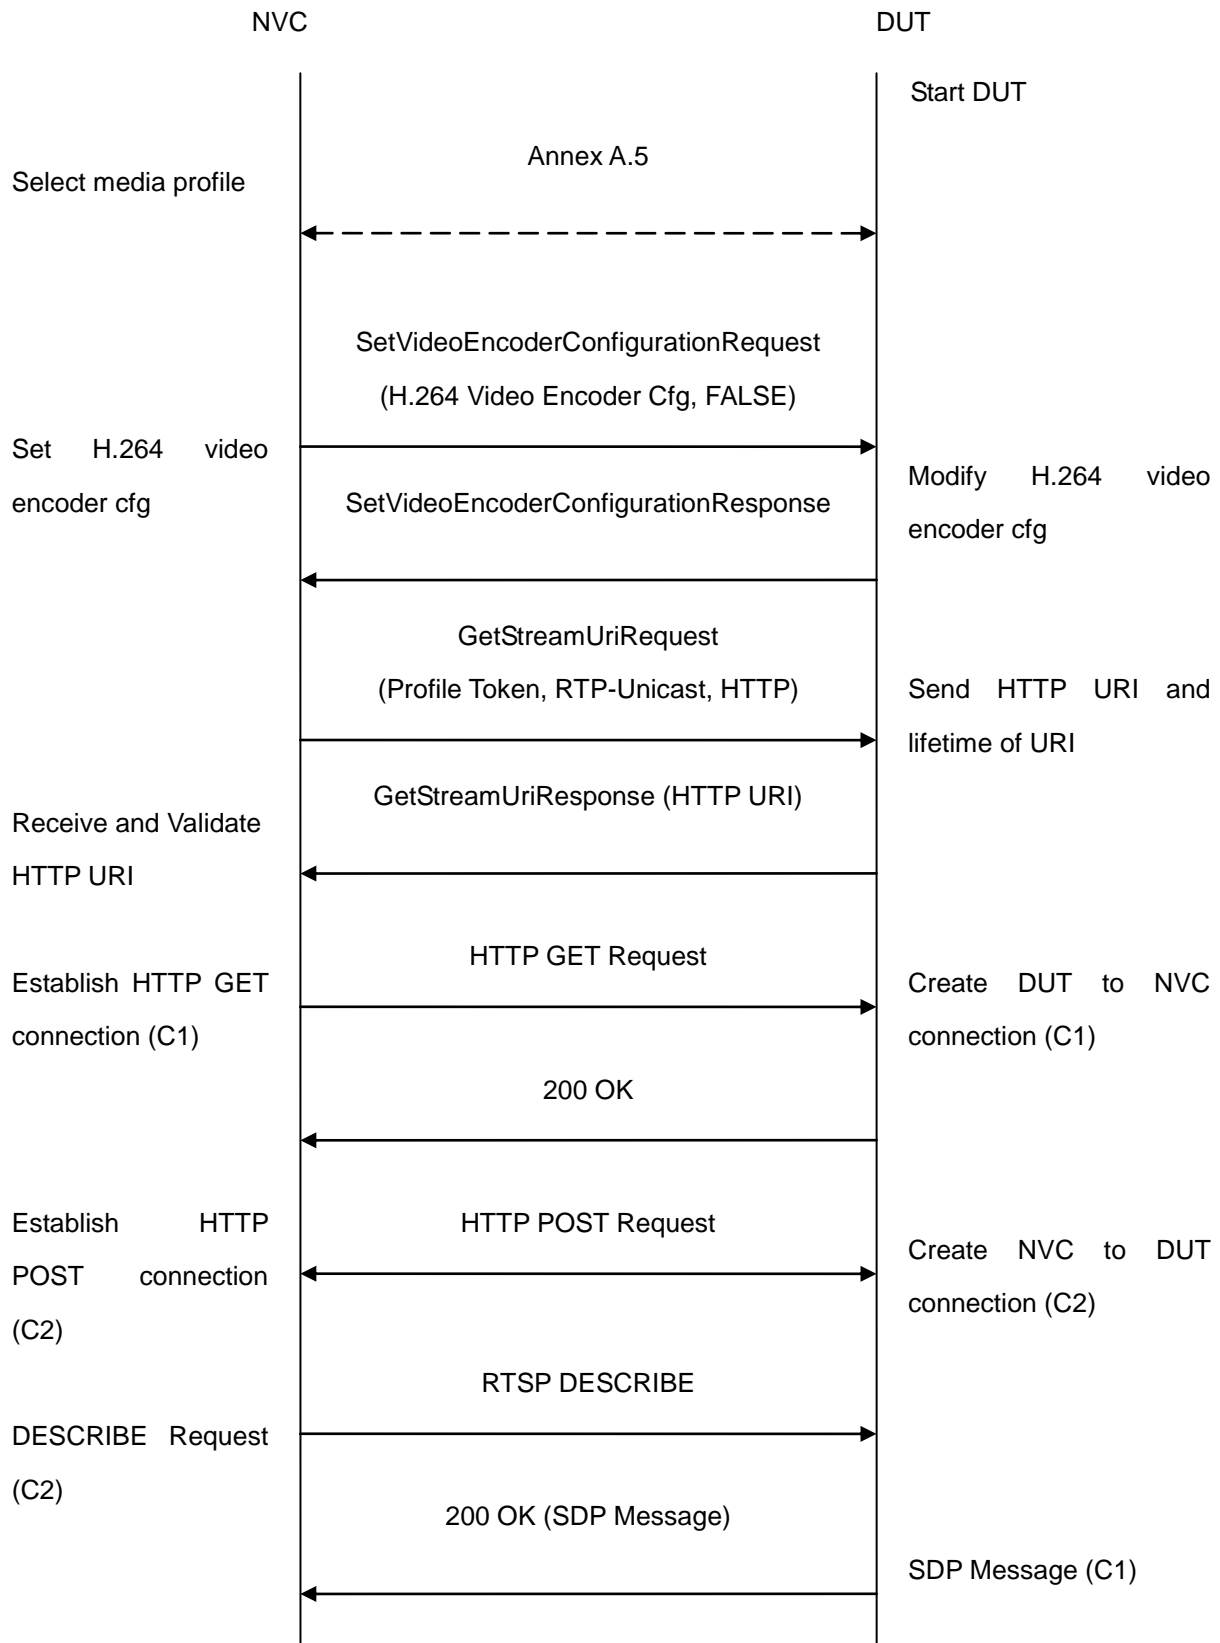 NVC
DUT
Start DUT
Annex A.5
Select media profile
SetVideoEncoderConfigurationRequest
(H.264 Video Encoder Cfg, FALSE)
Set H.264 video
encoder cfg
Modify H.264 video
encoder cfg
SetVideoEncoderConfigurationResponse
GetStreamUriRequest
(Profile Token, RTP-Unicast, HTTP)
Send HTTP URI and
lifetime of URI
GetStreamUriResponse (HTTP URI)
Receive and Validate
HTTP URI
HTTP GET Request
Establish HTTP GET
connection (C1)
Create DUT to NVC
connection (C1)
200 OK
Establish HTTP
POST connection
(C2)
HTTP POST Request
Create NVC to DUT
connection (C2)
RTSP DESCRIBE
DESCRIBE Request
(C2)
200 OK (SDP Message)
SDP Message (C1)